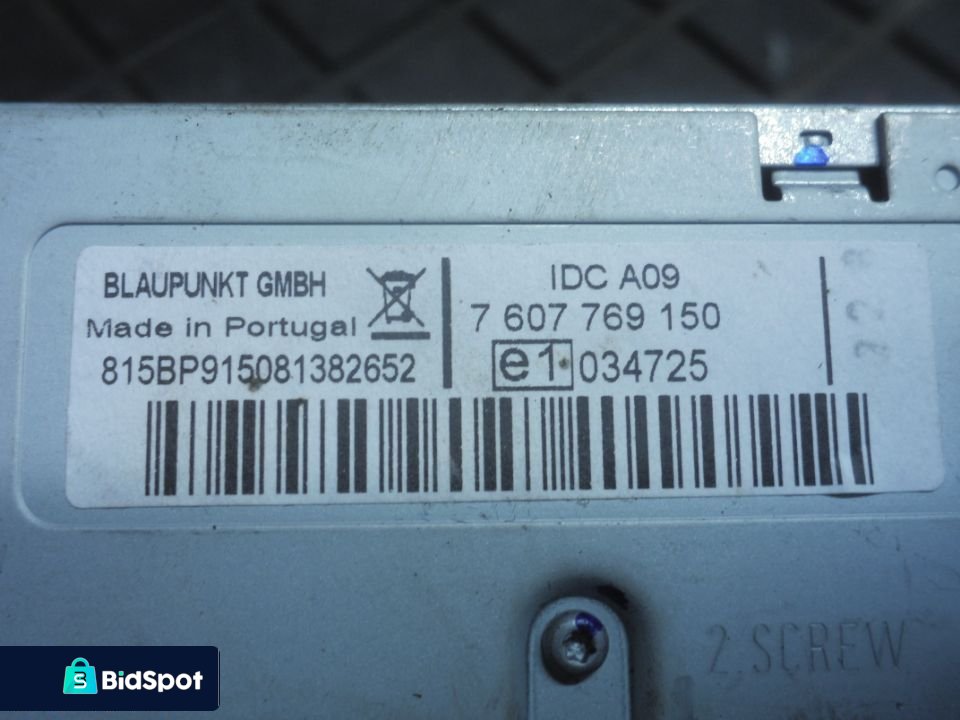 BLAUPUNKT GMBH
Made in Portugal
815BP915081382652
IDC A09
7 607 769 150
e1 034725
2.SCREW
BidSpot